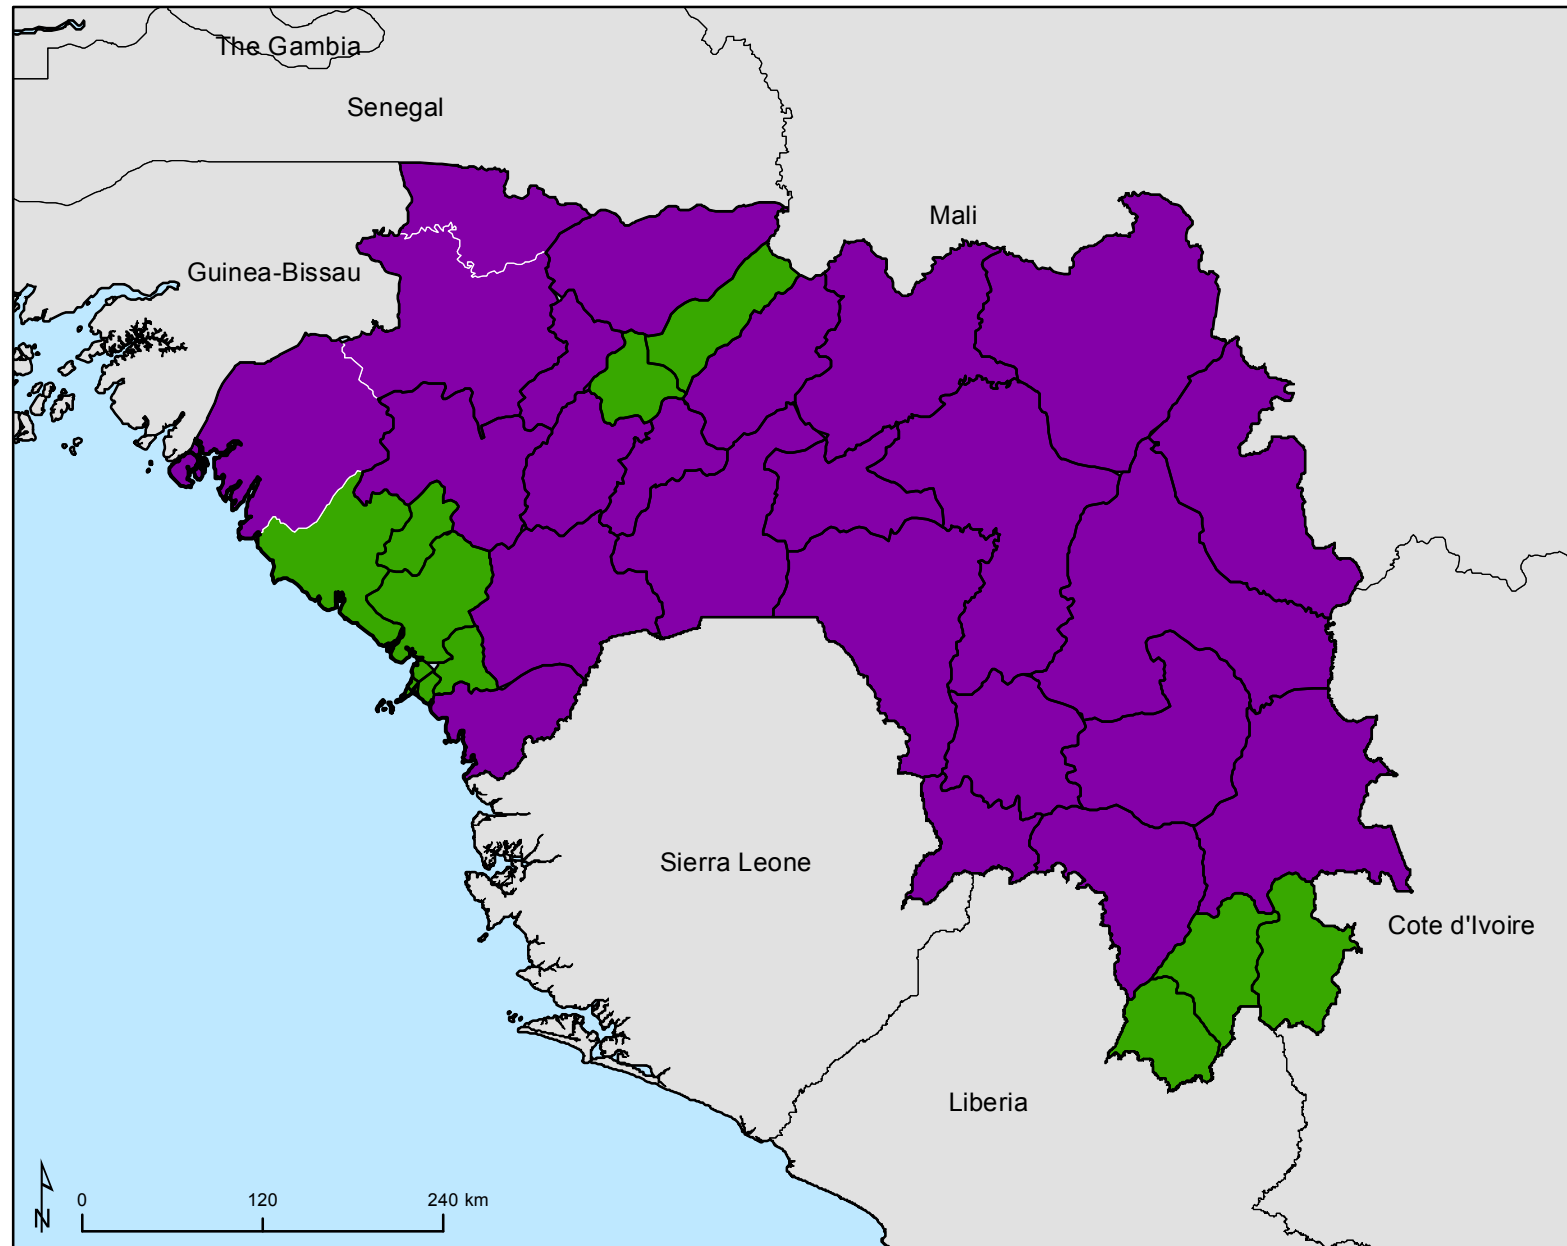 The Gambia
Senegal
Mali
Guinea-Bissau
Sierra Leone
Cote d'Ivoire
Liberia
N
0 120 240 km